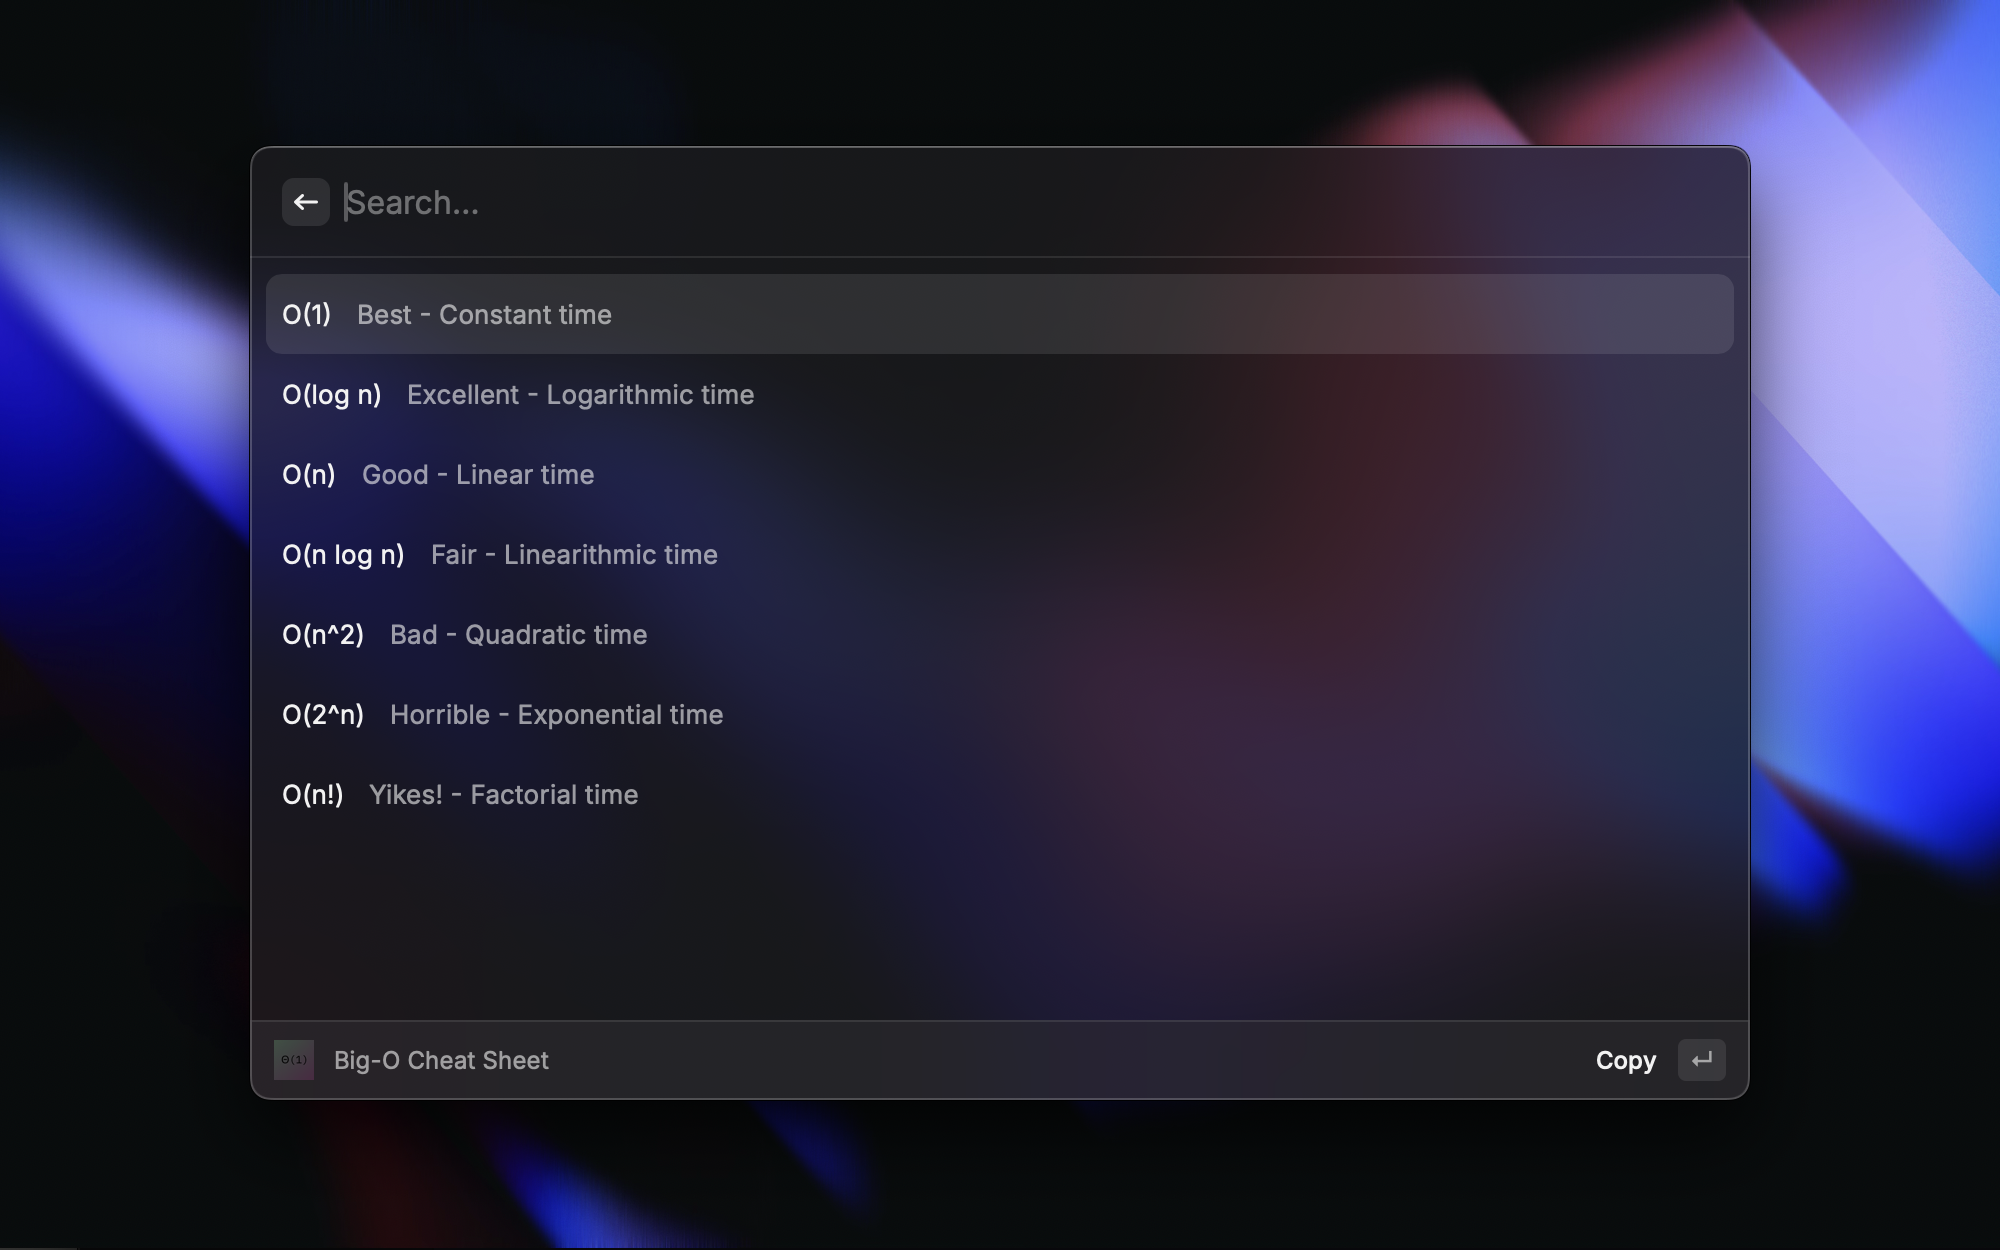 Search...
O(1) Best - Constant time
O(log n) Excellent - Logarithmic time
O(n) Good - Linear time
O(n log n) Fair - Linearithmic time
O(n^2) Bad - Quadratic time
O(2^n) Horrible - Exponential time
O(n!) Yikes! - Factorial time
Θ(1) Big-O Cheat Sheet Copy